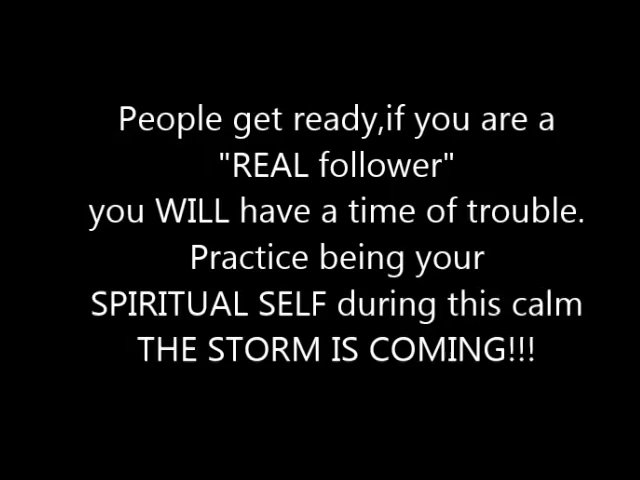 People get ready,if you are a
"REAL follower"
you WILL have a time of trouble.
Practice being your
SPIRITUAL SELF during this calm
THE STORM IS COMING!!!